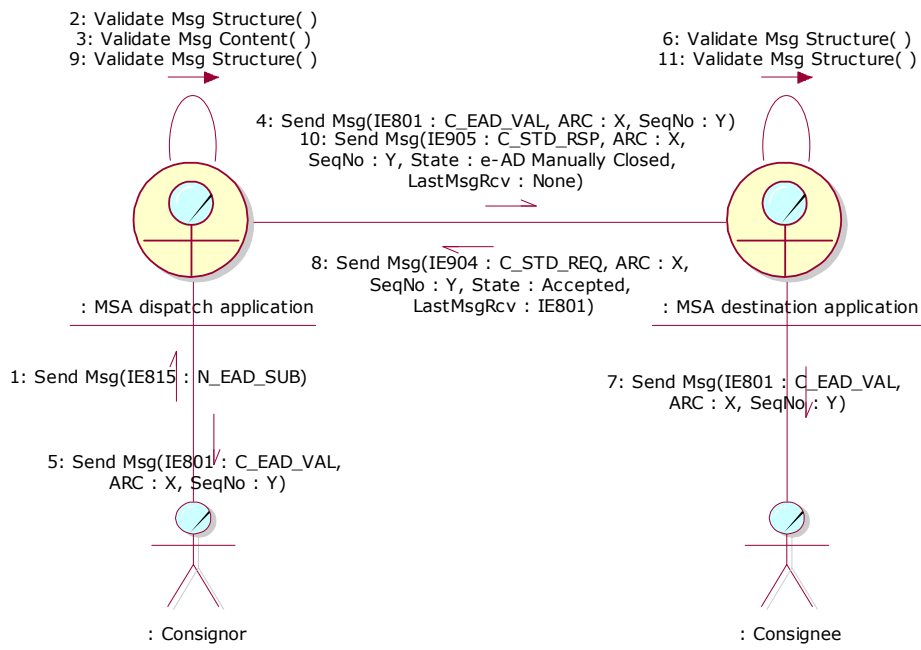 2: Validate Msg Structure( )
3: Validate Msg Content( )
9: Validate Msg Structure( )
6: Validate Msg Structure( )
11: Validate Msg Structure( )
4: Send Msg(IE801 : C_EAD_VAL, ARC : X, SeqNo : Y)
10: Send Msg(IE905 : C_STD_RSP, ARC : X,
SeqNo : Y, State : e-AD Manually Closed,
LastMsgRcv : None)
8: Send Msg(IE904 : C_STD_REQ, ARC : X,
SeqNo : Y, State : Accepted,
LastMsgRcv : IE801)
: MSA dispatch application
: MSA destination application
1: Send Msg(IE815 : N_EAD_SUB)
7: Send Msg(IE801 : C_EAD_VAL,
ARC : X, SeqNo : Y)
5: Send Msg(IE801 : C_EAD_VAL,
ARC : X, SeqNo : Y)
: Consignor
: Consignee